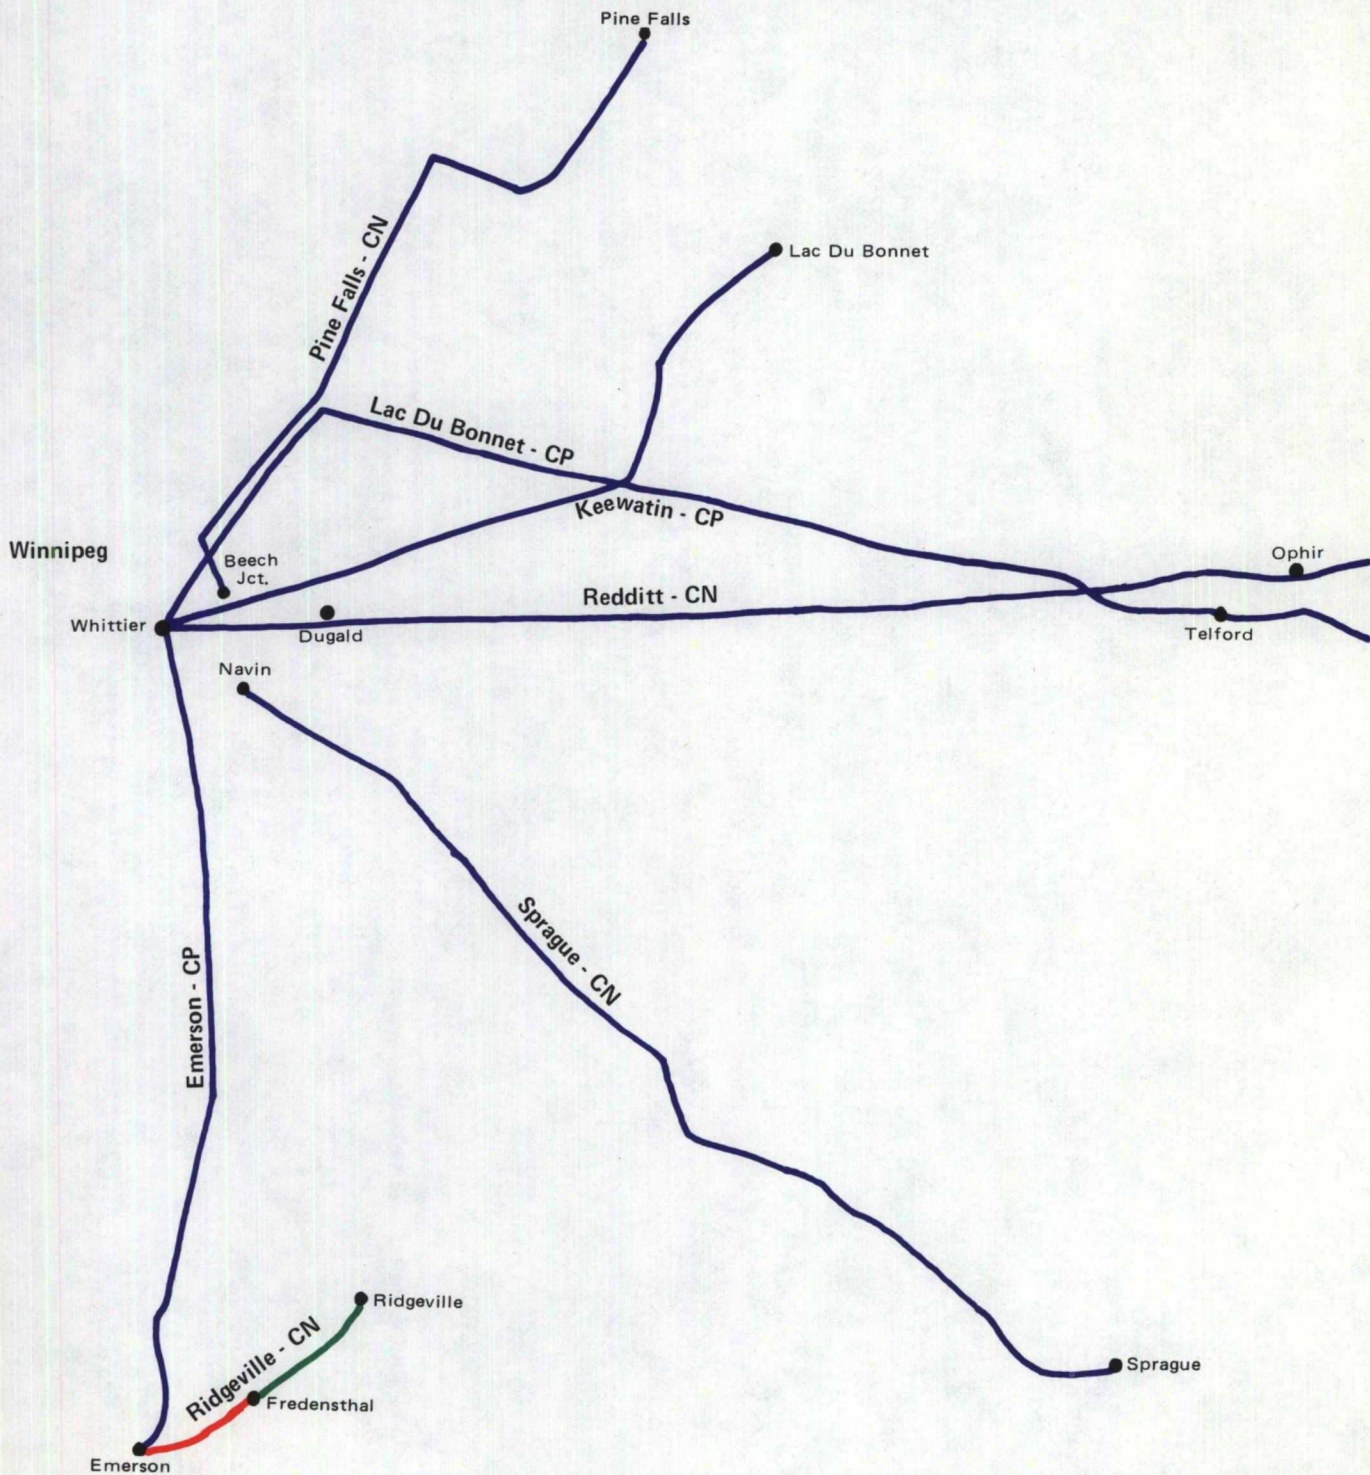 Pine Falls
Pine Falls - CN
Lac Du Bonnet
Lac Du Bonnet - CP
Keewatin - CP
Winnipeg
Beech
Jct.
Ophir
Redditt - CN
Whittier
Dugald
Telford
Navin
Sprague - CN
Emerson - CP
Ridgeville
Ridgeville - CN
Sprague
Fredensthal
Emerson